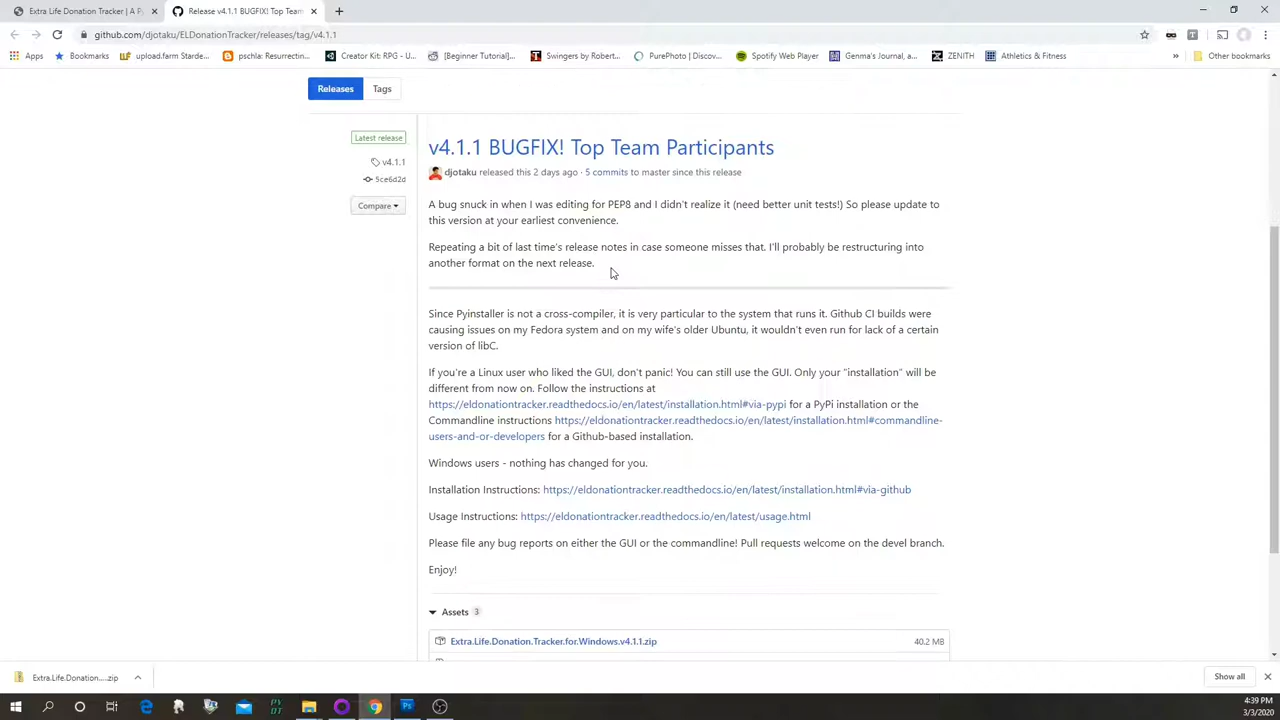 Extra Life Donation Tracker | A P
Release v4.1.1 BUGFIX! Top Team
github.com/djotaku/ELDonationTracker/releases/tag/v4.1.1
Apps
Bookmarks
upload.farm Starde...
pschla: Resurrectin...
Creator Kit: RPG - U...
[Beginner Tutorial]...
Swingers by Robert...
PurePhoto | Discov...
Spotify Web Player
Genma's Journal, a...
ZENITH
Athletics & Fitness
»
Other bookmarks
Releases
Tags
Latest release
v4.1.1
5ce6d2d
Compare
v4.1.1 BUGFIX! Top Team Participants
djotaku released this 2 days ago · 5 commits to master since this release
A bug snuck in when I was editing for PEP8 and I didn't realize it (need better unit tests!) So please update to
this version at your earliest convenience.
Repeating a bit of last time's release notes in case someone misses that. I'll probably be restructuring into
another format on the next release.
Since Pyinstaller is not a cross-compiler, it is very particular to the system that runs it. Github CI builds were
causing issues on my Fedora system and on my wife's older Ubuntu, it wouldn't even run for lack of a certain
version of libC.
If you're a Linux user who liked the GUI, don't panic! You can still use the GUI. Only your "installation" will be
different from now on. Follow the instructions at
https://eldonationtracker.readthedocs.io/en/latest/installation.html#via-pypi for a PyPi installation or the
Commandline instructions https://eldonationtracker.readthedocs.io/en/latest/installation.html#commandline-
users-and-or-developers for a Github-based installation.
Windows users - nothing has changed for you.
Installation Instructions: https://eldonationtracker.readthedocs.io/en/latest/installation.html#via-github
Usage Instructions: https://eldonationtracker.readthedocs.io/en/latest/usage.html
Please file any bug reports on either the GUI or the commandline! Pull requests welcome on the devel branch.
Enjoy!
Assets 3
Extra.Life.Donation.Tracker.for.Windows.v4.1.1.zip
40.2 MB
Extra.Life.Donation....zip
Show all
4:39 PM
3/3/2020